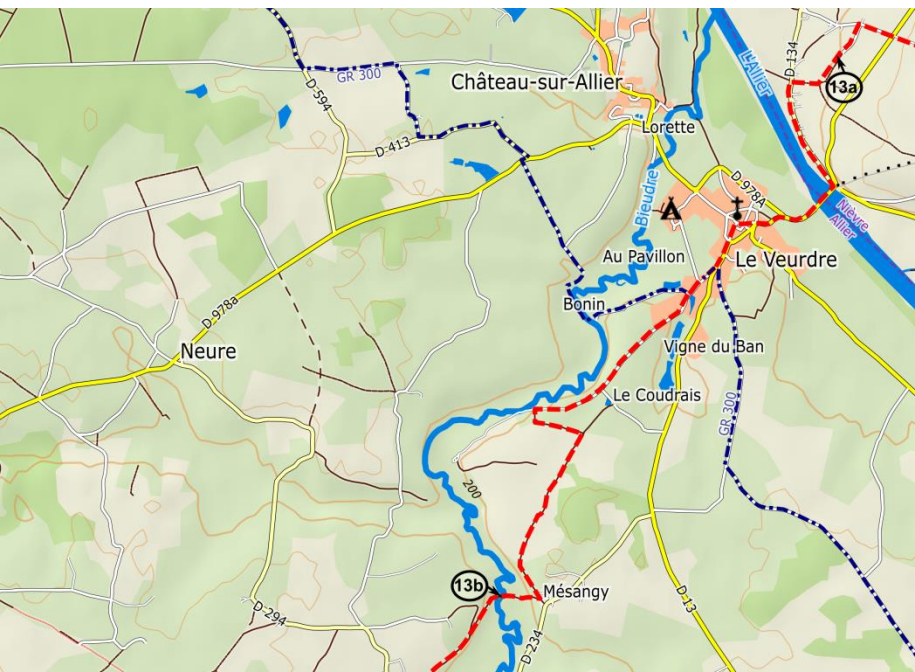 GR 300
D 594
D 413
Château-sur-Allier
Lorette
L'Allier
D 134
13a
D 978A
Nièvre
Allier
Bieudre
Au Pavillon
Le Veurdre
Bonin
D 978a
Neure
Vigne du Ban
Le Coudrais
GR 300
200
13b
Mésangy
D 294
D 234
D 13